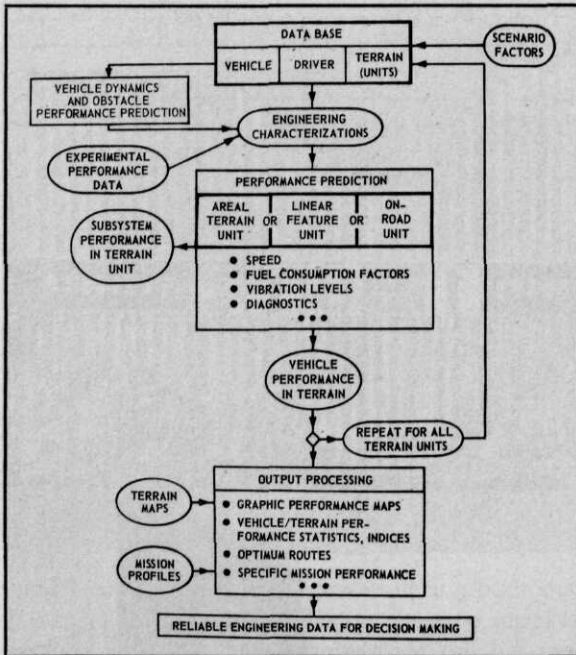 DATA BASE
VEHICLE
DRIVER
TERRAIN
(UNITS)
SCENARIO
FACTORS
VEHICLE DYNAMICS
AND OBSTACLE
PERFORMANCE PREDICTION
ENGINEERING
CHARACTERIZATIONS
EXPERIMENTAL
PERFORMANCE
DATA
PERFORMANCE PREDICTION
AREAL
TERRAIN
UNIT
OR
LINEAR
FEATURE
UNIT
OR
ON-
ROAD
UNIT
SUBSYSTEM
PERFORMANCE
IN TERRAIN
UNIT
● SPEED
● FUEL CONSUMPTION FACTORS
● VIBRATION LEVELS
● DIAGNOSTICS
● ● ●
VEHICLE
PERFORMANCE
IN TERRAIN
REPEAT FOR ALL
TERRAIN UNITS
OUTPUT PROCESSING
TERRAIN
MAPS
● GRAPHIC PERFORMANCE MAPS
● VEHICLE/TERRAIN PER-
FORMANCE STATISTICS, INDICES
● OPTIMUM ROUTES
● SPECIFIC MISSION PERFORMANCE
● ● ●
MISSION
PROFILES
RELIABLE ENGINEERING DATA FOR DECISION MAKING